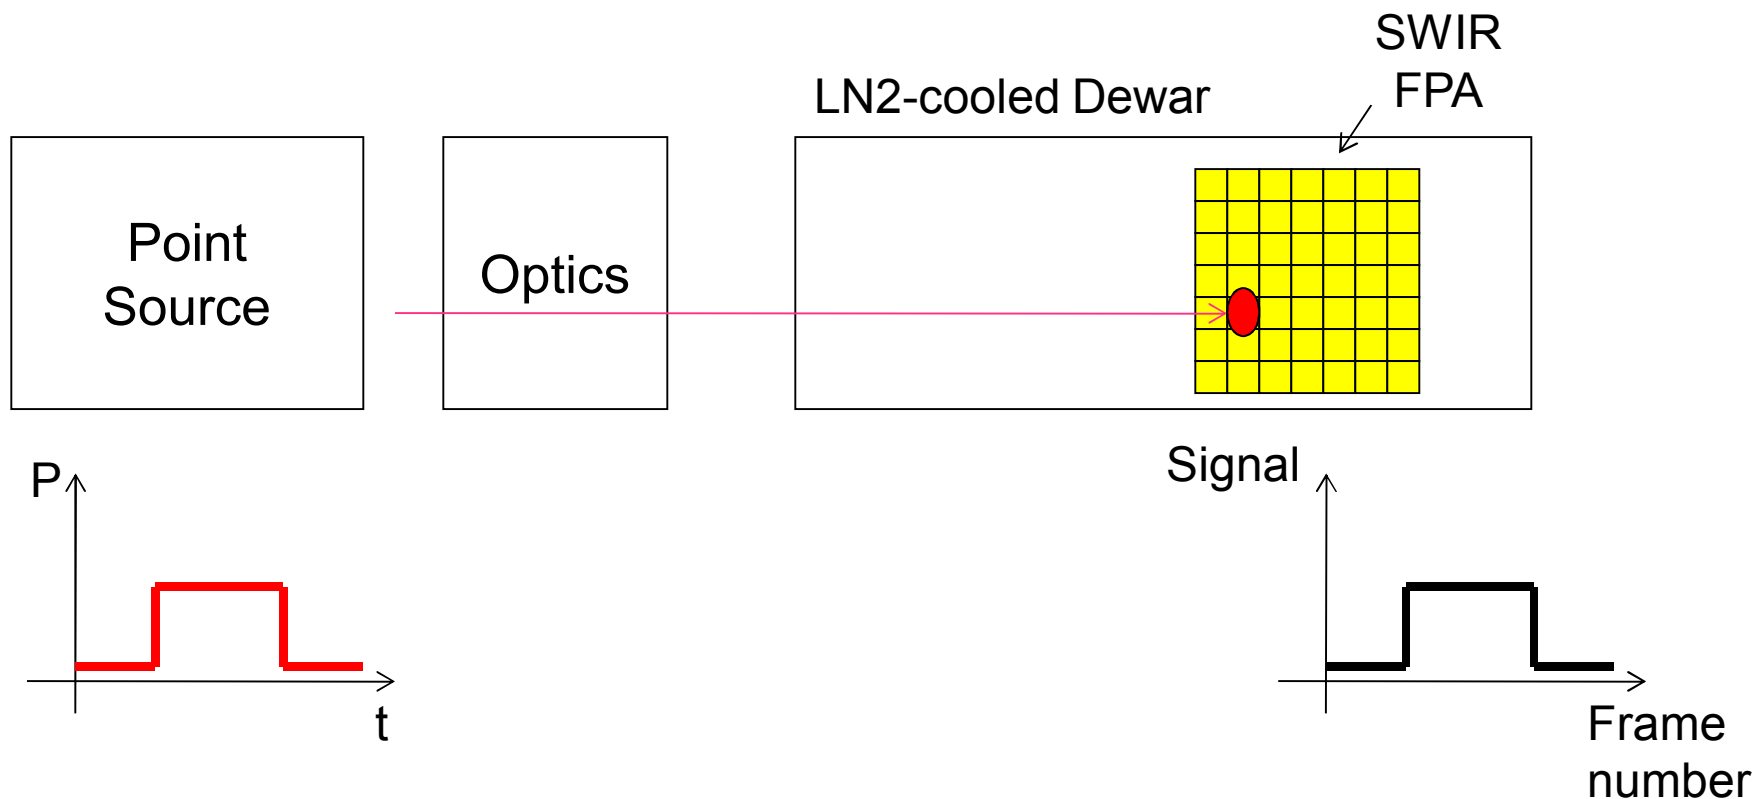 SWIR
FPA
LN2-cooled Dewar
Point
Source
Optics
P
t
Signal
Frame
number